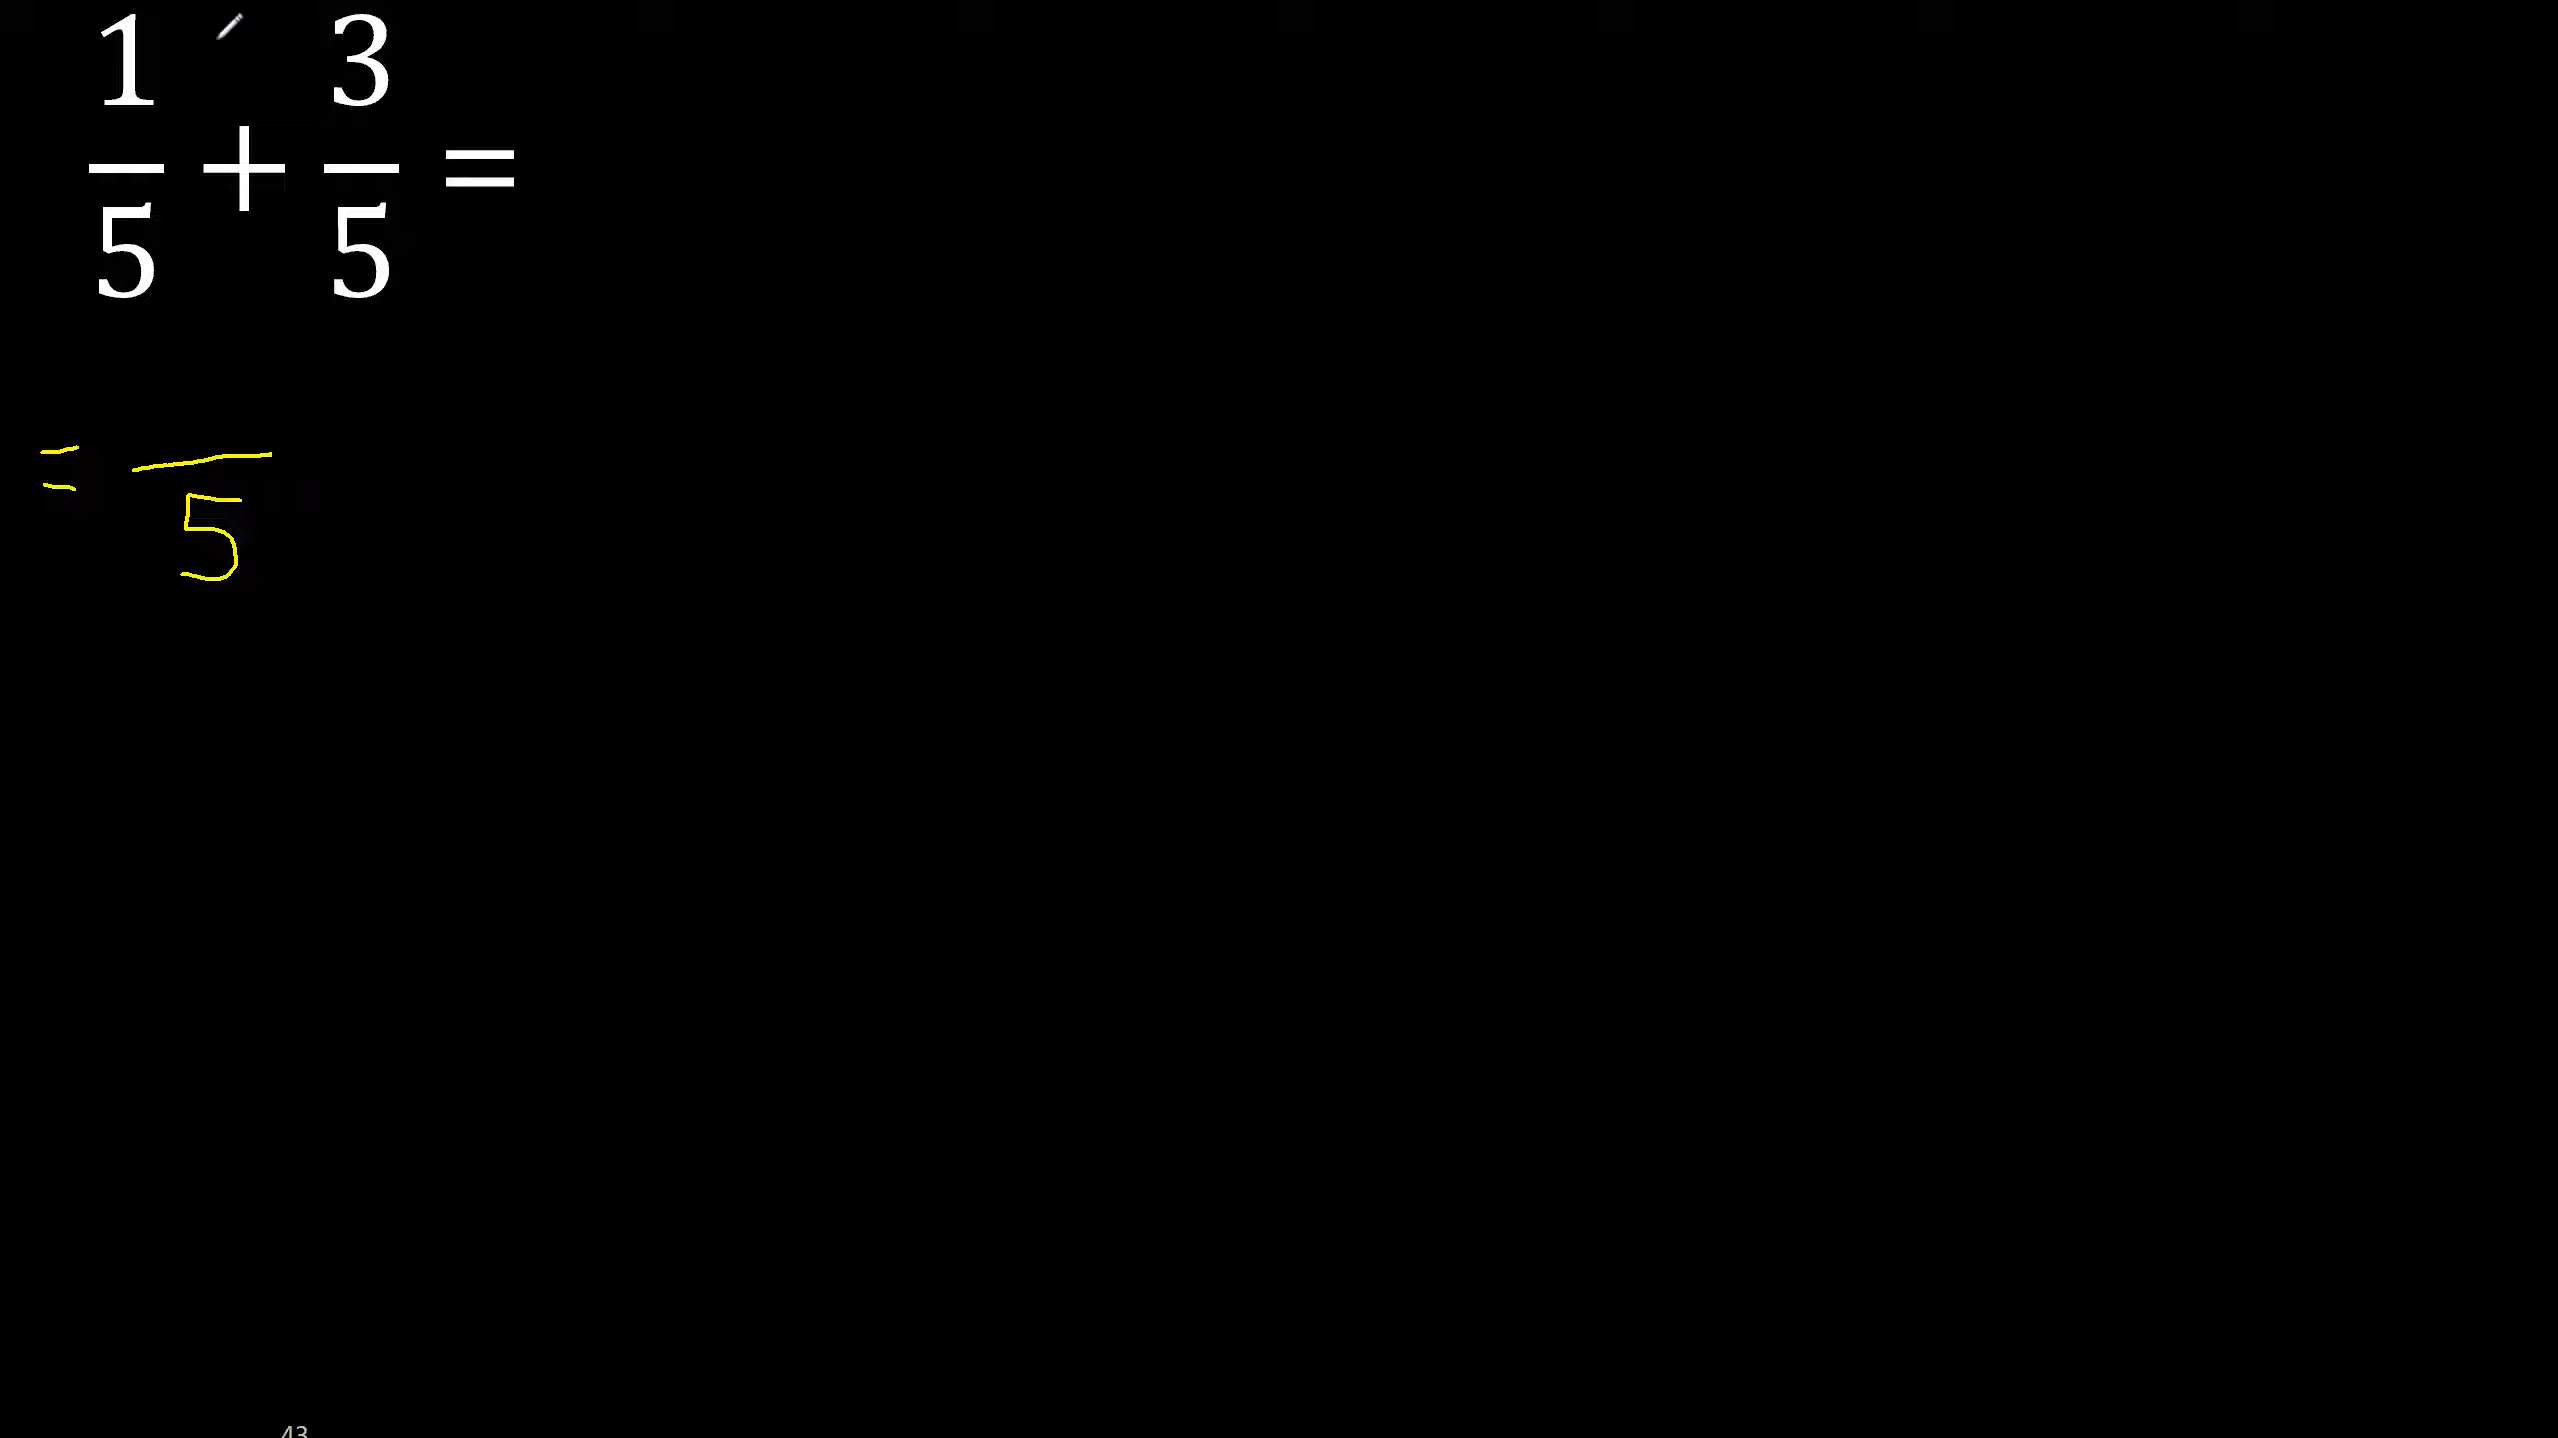 1/5 + 3/5 =
= /5
43